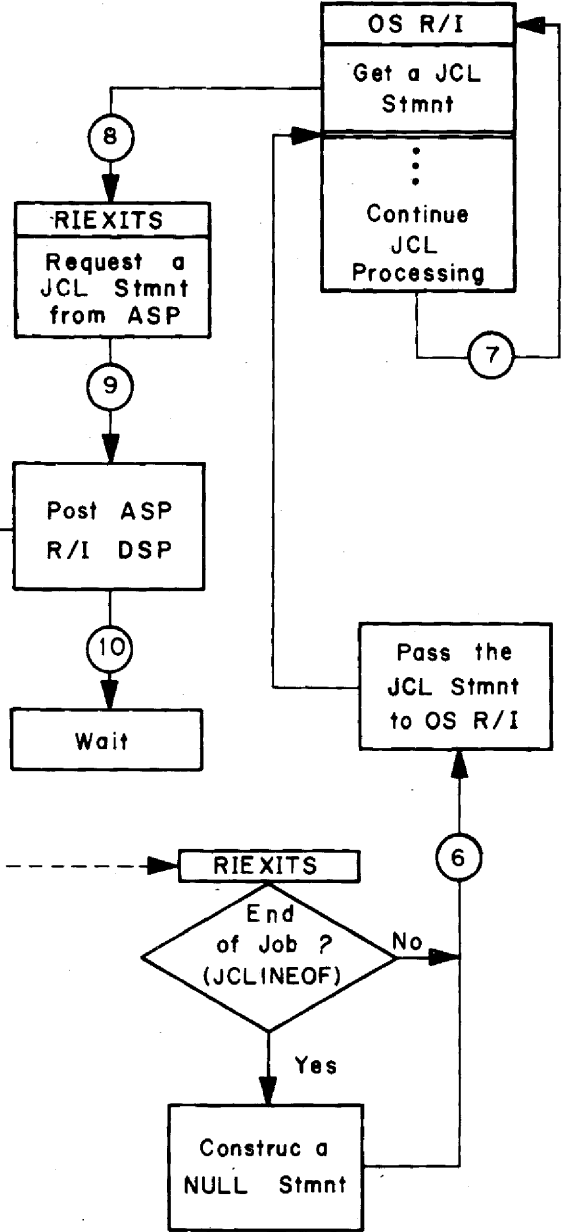 OS R/I
Get a JCL
Stmnt
Continue
JCL
Processing
7
8
RIEXITS
Request a
JCL Stmnt
from ASP
9
Post ASP
R/I DSP
10
Wait
Pass the
JCL Stmnt
to OS R/I
6
RIEXITS
End
of Job ?
(JCLINEOF)
No
Yes
Construc a
NULL Stmnt